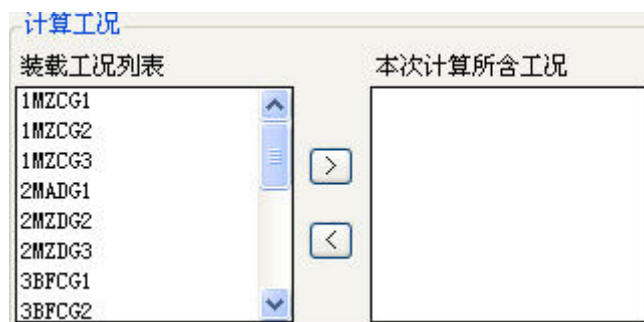 计算工况
装载工况列表
本次计算所含工况
1MZCG1
1MZCG2
1MZCG3
2MADG1
2MZDG2
2MZDG3
3BFCG1
3BFCG2
>
<